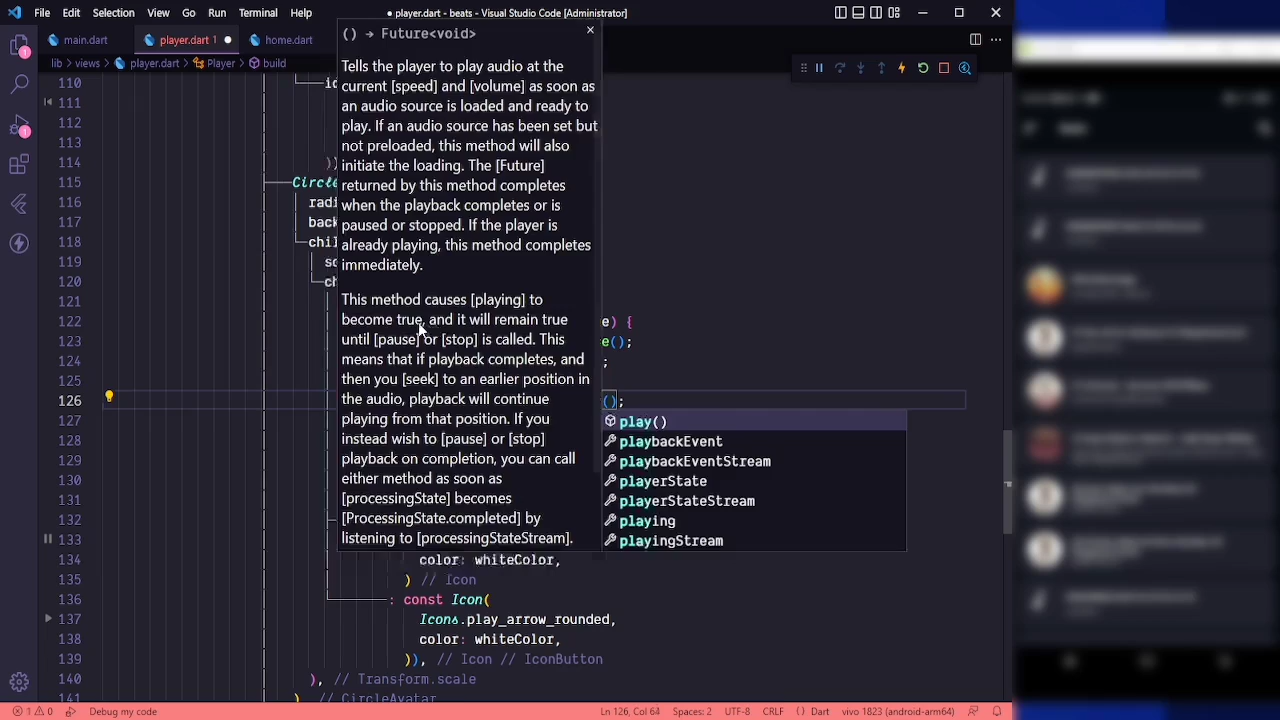 File Edit Selection View Go Run Terminal Help
● player.dart - beats - Visual Studio Code [Administrator]
main.dart
player.dart 1 ●
home.dart
lib > views > player.dart > Player > build
110
111
112
113
114 ))
115 Circle
116 radi
117 back
118 chil
119 sc
120 ch
121
122 e) {
123 e();
124 ;
125
126 ();
127
128
129
130
131
132
133
134 color: whiteColor,
135 ) // Icon
136 : const Icon(
137 Icons.play_arrow_rounded,
138 color: whiteColor,
139 )), // Icon // IconButton
140 ), // Transform.scale
141 ) // CircleAvatar
() → Future<void>
Tells the player to play audio at the
current [speed] and [volume] as soon as
an audio source is loaded and ready to
play. If an audio source has been set but
not preloaded, this method will also
initiate the loading. The [Future]
returned by this method completes
when the playback completes or is
paused or stopped. If the player is
already playing, this method completes
immediately.
This method causes [playing] to
become true, and it will remain true
until [pause] or [stop] is called. This
means that if playback completes, and
then you [seek] to an earlier position in
the audio, playback will continue
playing from that position. If you
instead wish to [pause] or [stop]
playback on completion, you can call
either method as soon as
[processingState] becomes
[ProcessingState.completed] by
listening to [processingStateStream].
play()
playbackEvent
playbackEventStream
playerState
playerStateStream
playing
playingStream
1 0 Debug my code
Ln 126, Col 64 Spaces: 2 UTF-8 CRLF () Dart vivo 1823 (android-arm64)